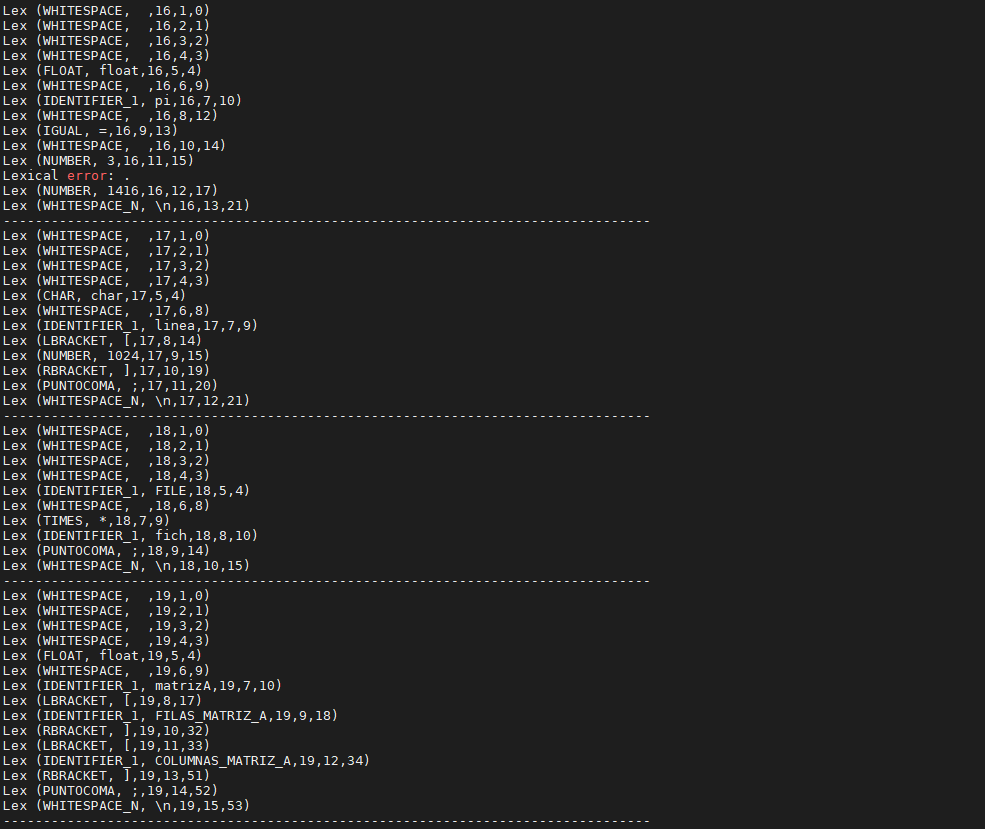 Lex (WHITESPACE,  ,16,1,0)
Lex (WHITESPACE,  ,16,2,1)
Lex (WHITESPACE,  ,16,3,2)
Lex (WHITESPACE,  ,16,4,3)
Lex (FLOAT, float,16,5,4)
Lex (WHITESPACE,  ,16,6,9)
Lex (IDENTIFIER_1, pi,16,7,10)
Lex (WHITESPACE,  ,16,8,12)
Lex (IGUAL, =,16,9,13)
Lex (WHITESPACE,  ,16,10,14)
Lex (NUMBER, 3,16,11,15)
Lexical error: .
Lex (NUMBER, 1416,16,12,17)
Lex (WHITESPACE_N, \n,16,13,21)
---------------------------------------------------------------------------------
Lex (WHITESPACE,  ,17,1,0)
Lex (WHITESPACE,  ,17,2,1)
Lex (WHITESPACE,  ,17,3,2)
Lex (WHITESPACE,  ,17,4,3)
Lex (CHAR, char,17,5,4)
Lex (WHITESPACE,  ,17,6,8)
Lex (IDENTIFIER_1, linea,17,7,9)
Lex (LBRACKET, [,17,8,14)
Lex (NUMBER, 1024,17,9,15)
Lex (RBRACKET, ],17,10,19)
Lex (PUNTOCOMA, ;,17,11,20)
Lex (WHITESPACE_N, \n,17,12,21)
---------------------------------------------------------------------------------
Lex (WHITESPACE,  ,18,1,0)
Lex (WHITESPACE,  ,18,2,1)
Lex (WHITESPACE,  ,18,3,2)
Lex (WHITESPACE,  ,18,4,3)
Lex (IDENTIFIER_1, FILE,18,5,4)
Lex (WHITESPACE,  ,18,6,8)
Lex (TIMES, *,18,7,9)
Lex (IDENTIFIER_1, fich,18,8,10)
Lex (PUNTOCOMA, ;,18,9,14)
Lex (WHITESPACE_N, \n,18,10,15)
---------------------------------------------------------------------------------
Lex (WHITESPACE,  ,19,1,0)
Lex (WHITESPACE,  ,19,2,1)
Lex (WHITESPACE,  ,19,3,2)
Lex (WHITESPACE,  ,19,4,3)
Lex (FLOAT, float,19,5,4)
Lex (WHITESPACE,  ,19,6,9)
Lex (IDENTIFIER_1, matrizA,19,7,10)
Lex (LBRACKET, [,19,8,17)
Lex (IDENTIFIER_1, FILAS_MATRIZ_A,19,9,18)
Lex (RBRACKET, ],19,10,32)
Lex (LBRACKET, [,19,11,33)
Lex (IDENTIFIER_1, COLUMNAS_MATRIZ_A,19,12,34)
Lex (RBRACKET, ],19,13,51)
Lex (PUNTOCOMA, ;,19,14,52)
Lex (WHITESPACE_N, \n,19,15,53)
---------------------------------------------------------------------------------